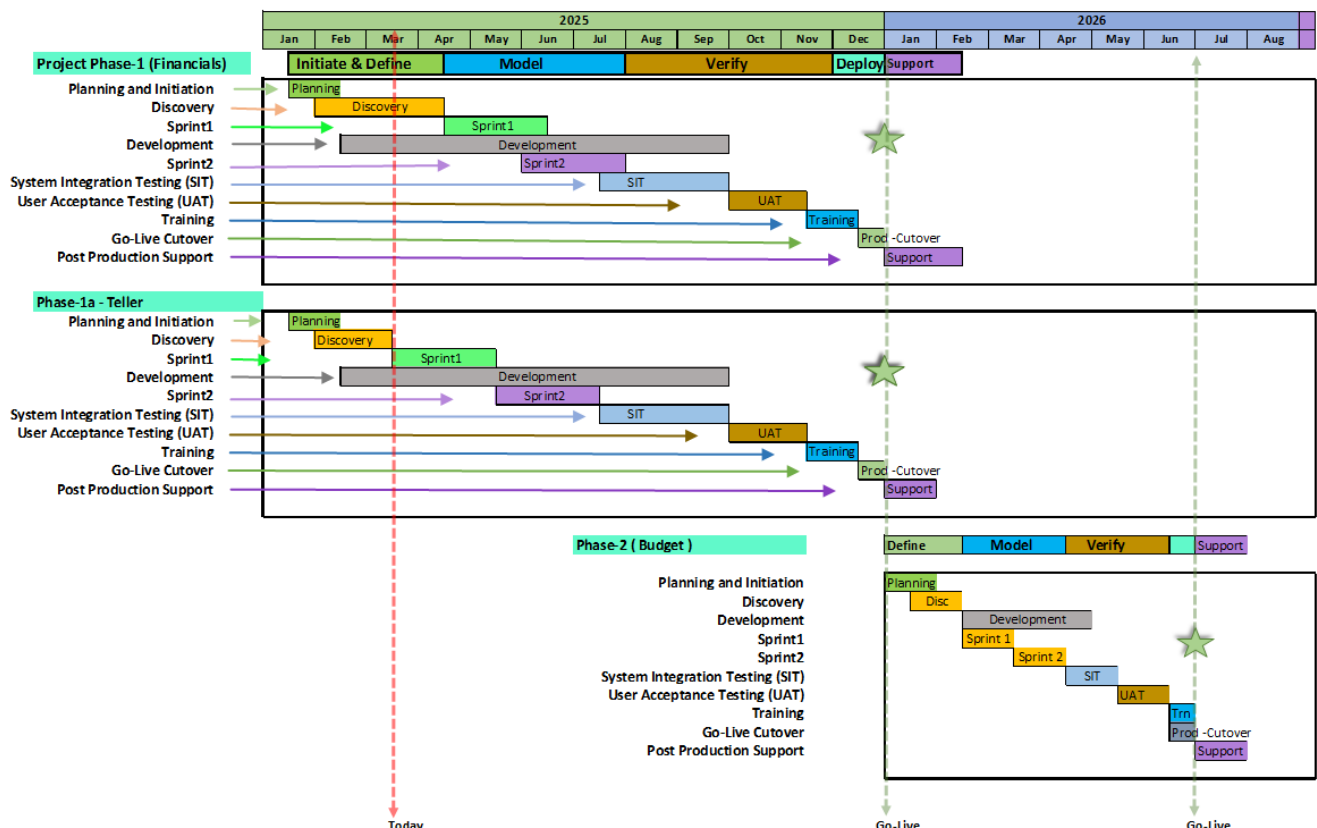 2025 2026
Jan Feb Mar Apr May Jun Jul Aug Sep Oct Nov Dec Jan Feb Mar Apr May Jun Jul Aug
Project Phase-1 (Financials) Initiate & Define Model Verify Deploy Support
Planning and Initiation Planning
Discovery Discovery
Sprint1 Sprint1
Development Development
Sprint2 Sprint2
System Integration Testing (SIT) SIT
User Acceptance Testing (UAT) UAT
Training Training
Go-Live Cutover Prod -Cutover
Post Production Support Support
Phase-1a - Teller
Planning and Initiation Planning
Discovery Discovery
Sprint1 Sprint1
Development Development
Sprint2 Sprint2
System Integration Testing (SIT) SIT
User Acceptance Testing (UAT) UAT
Training Training
Go-Live Cutover Prod -Cutover
Post Production Support Support
Phase-2 ( Budget ) Define Model Verify Support
Planning and Initiation Planning
Discovery Disc
Development Development
Sprint1 Sprint 1
Sprint2 Sprint 2
System Integration Testing (SIT) SIT
User Acceptance Testing (UAT) UAT
Training Trn
Go-Live Cutover Prod -Cutover
Post Production Support Support
Today Go-Live Go-Live